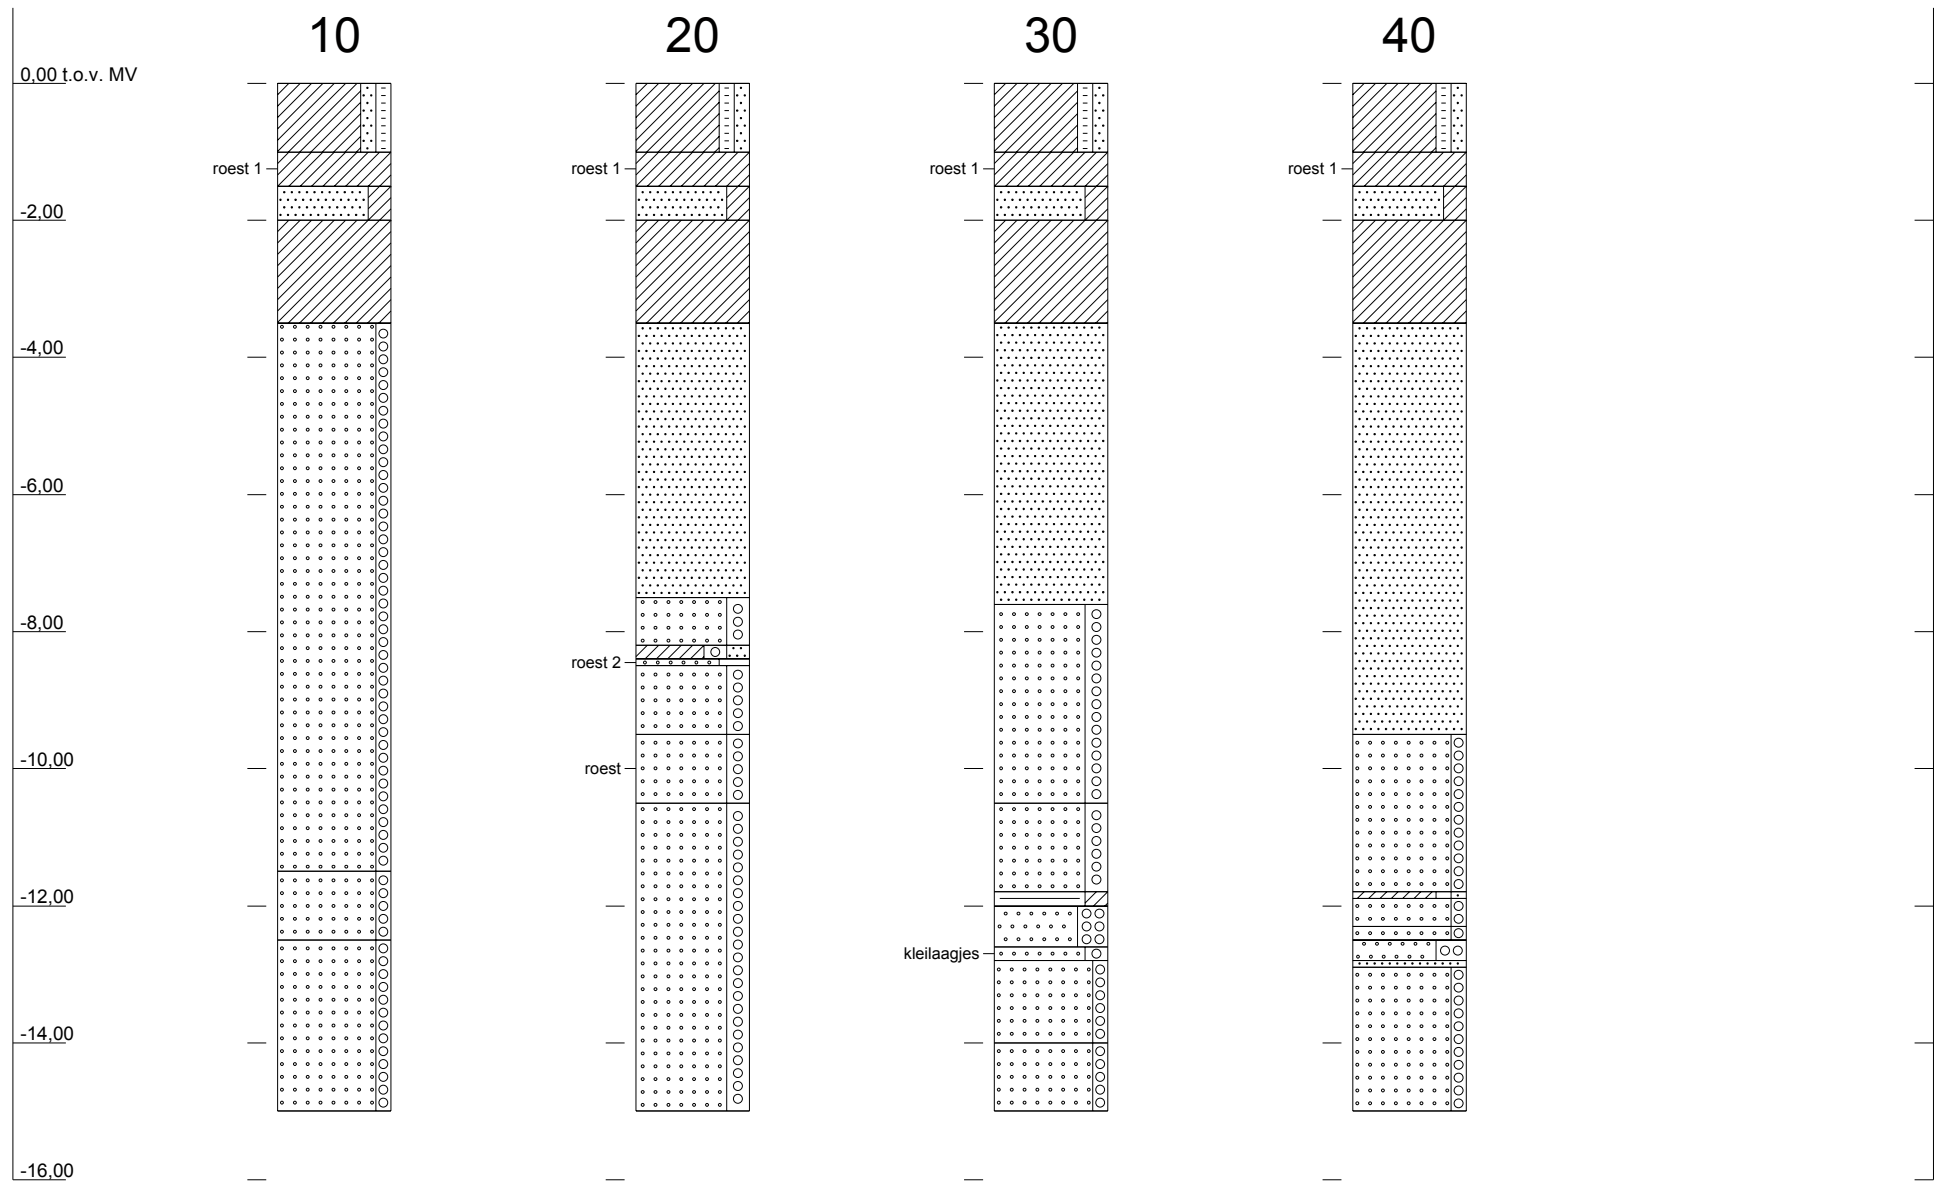 10 20 30 40
0,00 t.o.v. MV
roest 1 roest 1 roest 1 roest 1
-2,00
-4,00
-6,00
-8,00
roest 2
-10,00 roest
-12,00
kleilaagjes
-14,00
-16,00